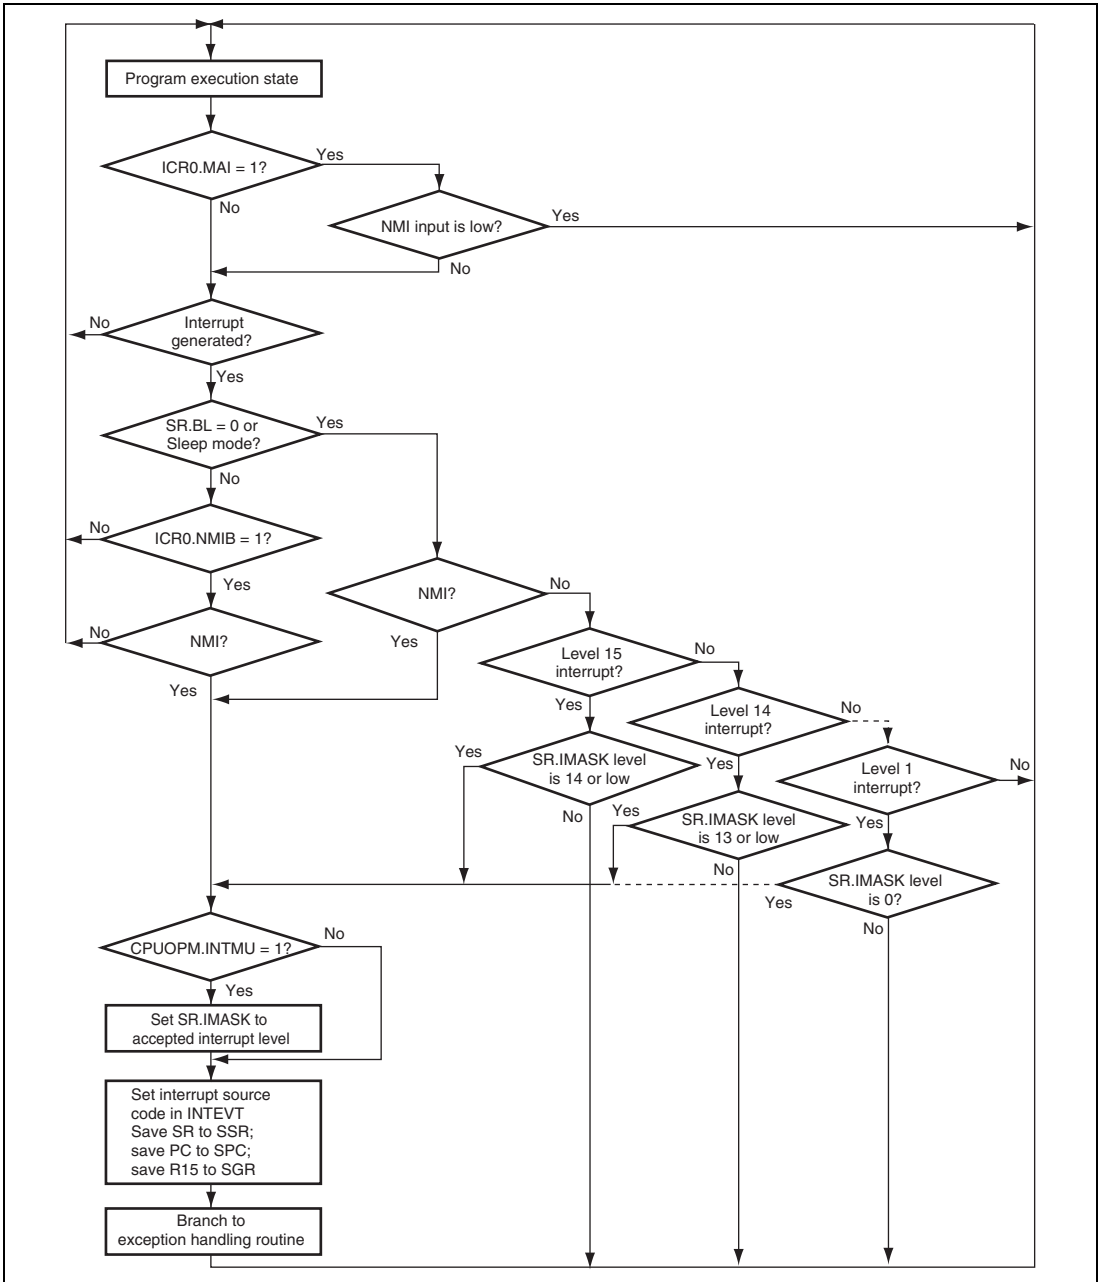 Program execution state
ICR0.MAI = 1?
Yes
No
NMI input is low?
Yes
No
Interrupt
generated?
No
Yes
SR.BL = 0 or
Sleep mode?
Yes
No
ICR0.NMIB = 1?
No
Yes
NMI?
No
Yes
NMI?
No
Yes
Level 15
interrupt?
No
Yes
Level 14
interrupt?
No
Yes
Level 1
interrupt?
No
Yes
SR.IMASK level
is 14 or low
Yes
No
SR.IMASK level
is 13 or low
Yes
No
SR.IMASK level
is 0?
Yes
No
CPUOPM.INTMU = 1?
No
Yes
Set SR.IMASK to
accepted interrupt level
Set interrupt source
code in INTEVT
Save SR to SSR;
save PC to SPC;
save R15 to SGR
Branch to
exception handling routine